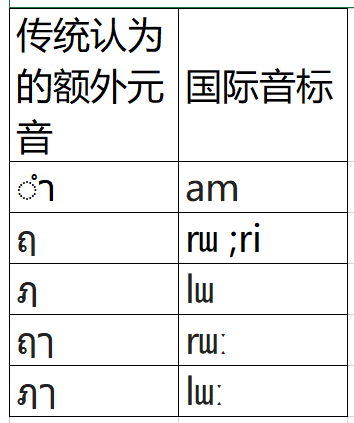 传统认为
的额外元
音
国际音标
◌ำ am
ฤ rɯ ;ri
ฦ lɯ
ฤๅ rɯː
ฦๅ lɯː